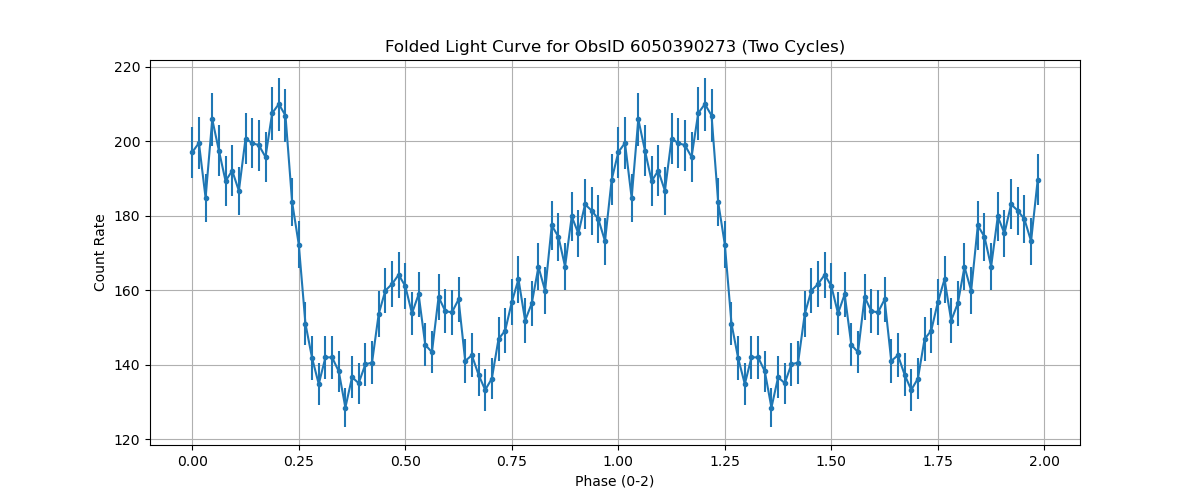 Folded Light Curve for ObsID 6050390273 (Two Cycles)
220
200
180
160
140
120
Count Rate
0.00 0.25 0.50 0.75 1.00 1.25 1.50 1.75 2.00
Phase (0-2)